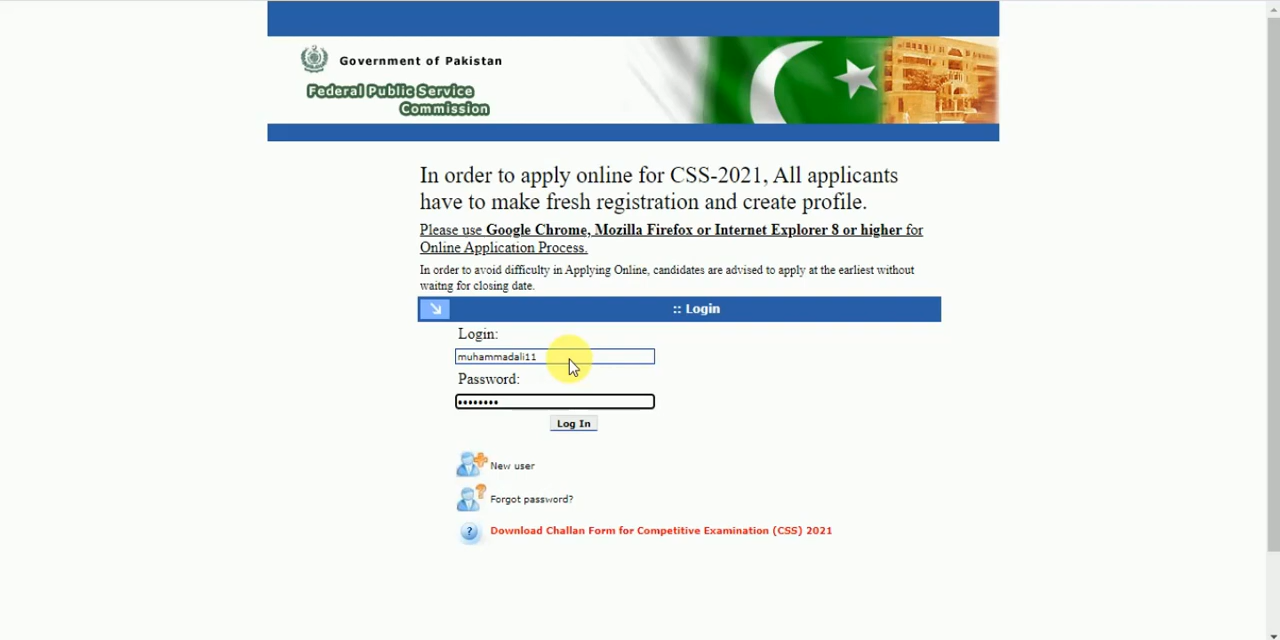 Government of Pakistan
Federal Public Service
Commission
In order to apply online for CSS-2021, All applicants
have to make fresh registration and create profile.
Please use Google Chrome, Mozilla Firefox or Internet Explorer 8 or higher for
Online Application Process.
In order to avoid difficulty in Applying Online, candidates are advised to apply at the earliest without
waitng for closing date.
:: Login
Login:
muhammadali11
Password:
••••••••
Log In
New user
Forgot password?
? Download Challan Form for Competitive Examination (CSS) 2021